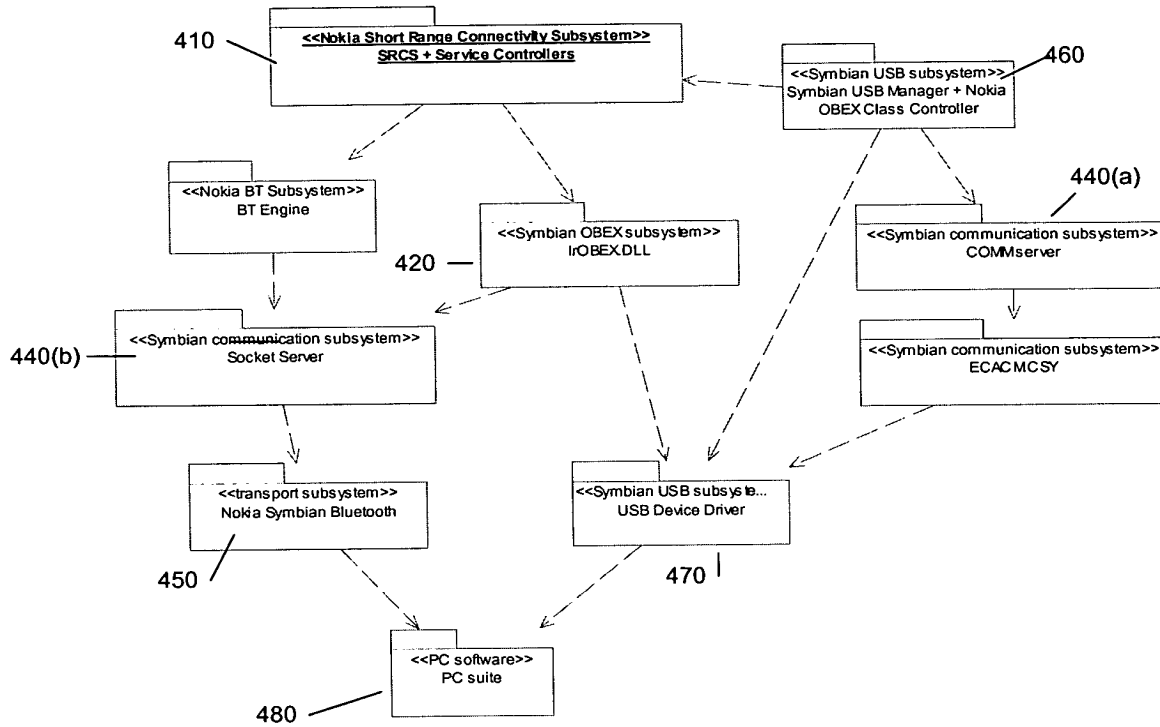 410
<<Nokia Short Range Connectivity Subsystem>>
SRCS + Service Controllers
460
<<Symbian USB subsystem>>
Symbian USB Manager + Nokia
OBEX Class Controller
<<Nokia BT Subsystem>>
BT Engine
440(a)
<<Symbian OBEX subsystem>>
IrOBEX.DLL
420
<<Symbian communication subsystem>>
COMMserver
440(b)
<<Symbian communication subsystem>>
Socket Server
<<Symbian communication subsystem>>
ECACMCSY
<<transport subsystem>>
Nokia Symbian Bluetooth
450
<<Symbian USB subsyste...
USB Device Driver
470
<<PC software>>
PC suite
480